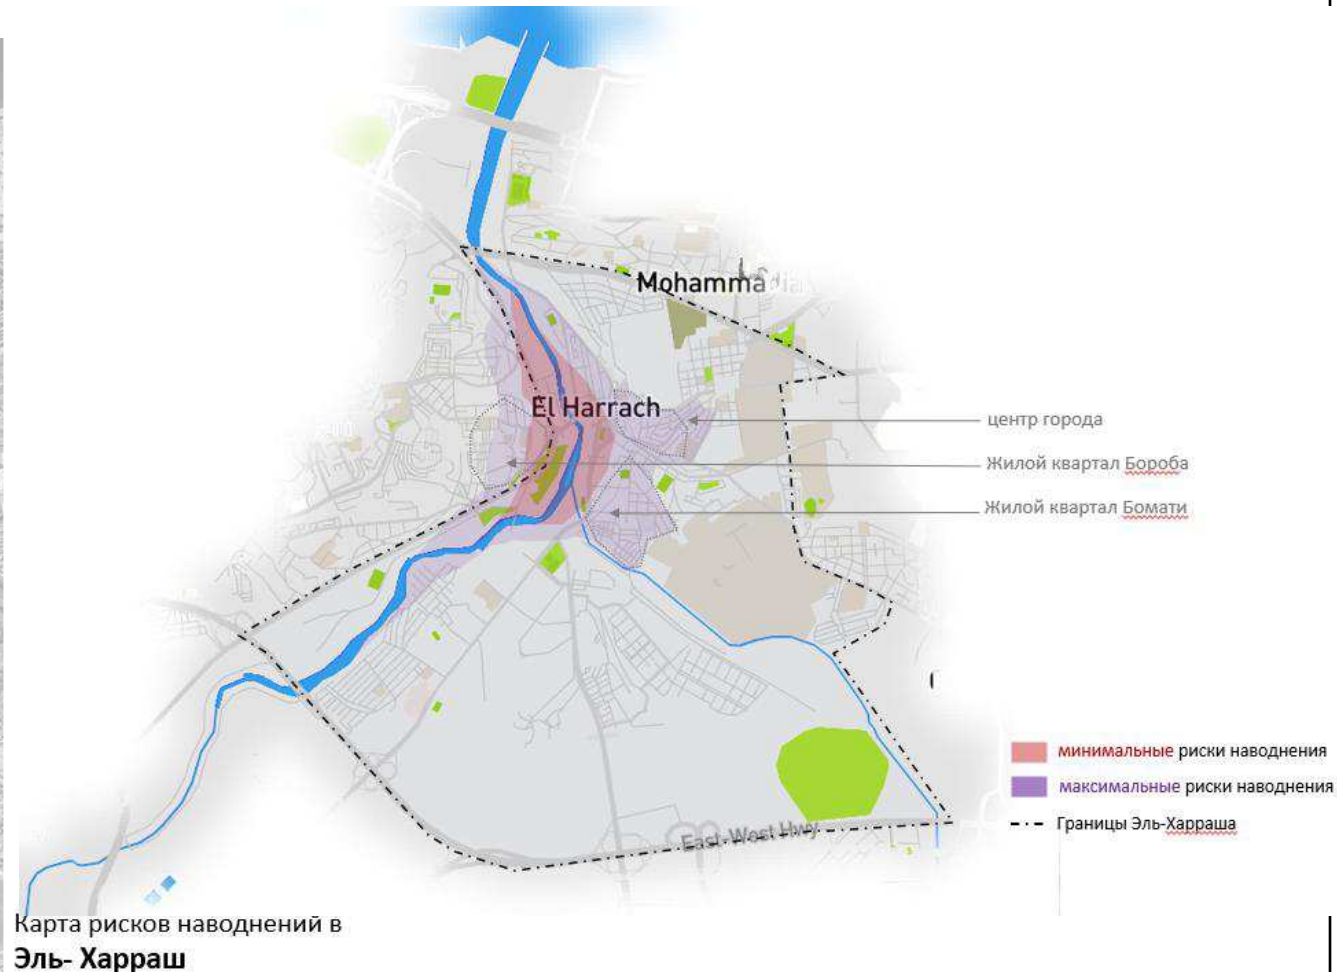 Mohamma
El Harrach
центр города
Жилой квартал Бороба
Жилой квартал Бомати
минимальные риски наводнения
максимальные риски наводнения
Границы Эль-Харраша
East-West Hwy
Карта рисков наводнений в
Эль- Харраш